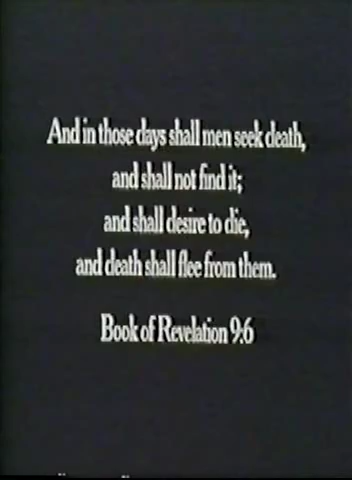 And in those days shall men seek death,
and shall not find it;
and shall desire to die,
and death shall flee from them.
Book of Revelation 9:6